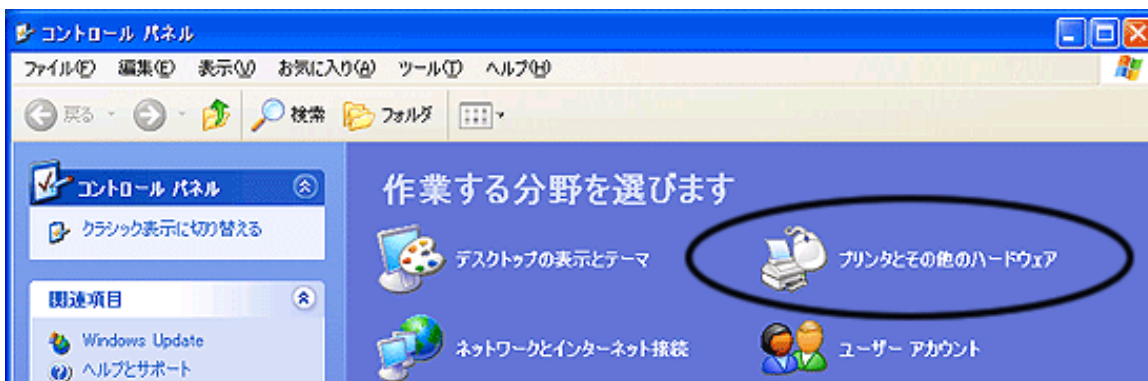 コントロール パネル
ファイル(F) 編集(E) 表示(V) お気に入り(A) ツール(T) ヘルプ(H)
戻る 検索 フォルダ
コントロール パネル
クラシック表示に切り替える
関連項目
Windows Update
ヘルプとサポート
作業する分野を選びます
デスクトップの表示とテーマ
プリンタとその他のハードウェア
ネットワークとインターネット接続
ユーザー アカウント